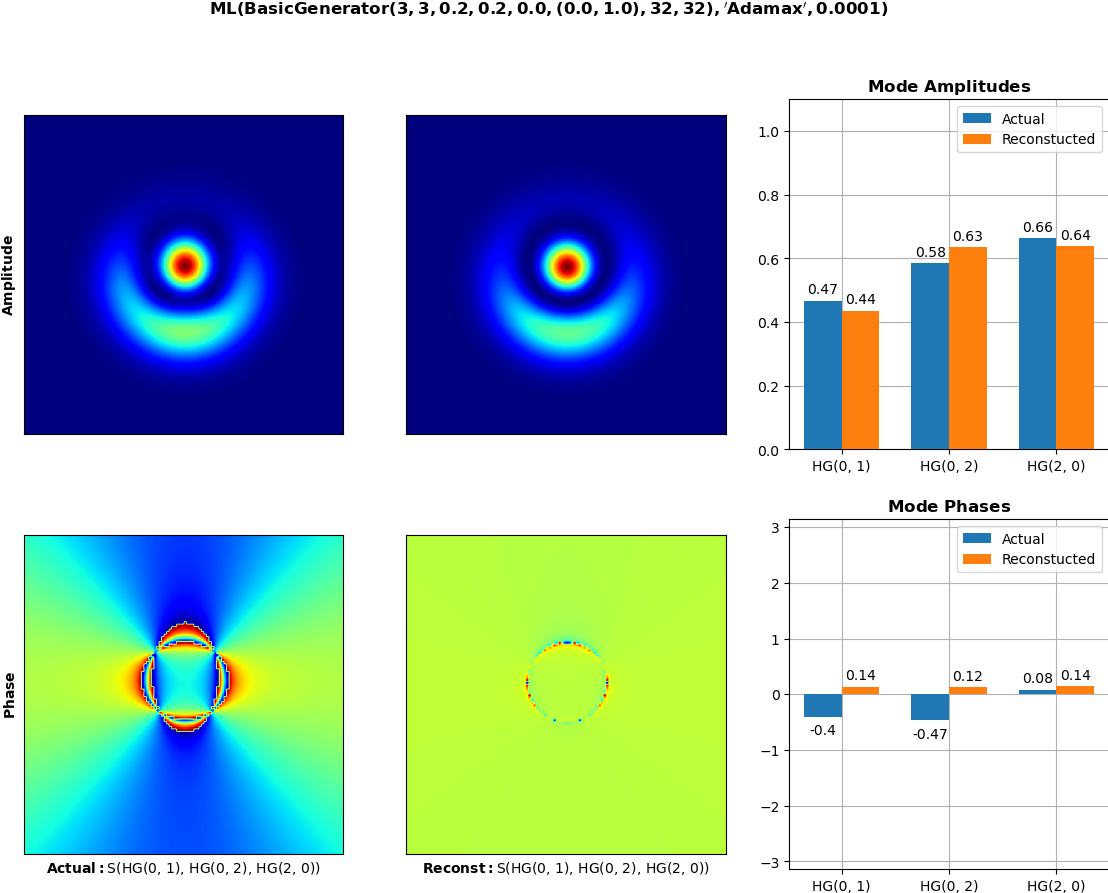 ML(BasicGenerator(3, 3, 0.2, 0.2, 0.0, (0.0, 1.0), 32, 32), ′Adamax′, 0.0001)
Amplitude
Mode Amplitudes
Actual
Reconstucted
1.0
0.8
0.6
0.4
0.2
0.0
0.47
0.44
0.58
0.63
0.66
0.64
HG(0, 1)
HG(0, 2)
HG(2, 0)
Phase
Actual: S(HG(0, 1), HG(0, 2), HG(2, 0))
Reconst: S(HG(0, 1), HG(0, 2), HG(2, 0))
Mode Phases
Actual
Reconstucted
3
2
1
0
−1
−2
−3
-0.4
0.14
-0.47
0.12
0.08
0.14
HG(0, 1)
HG(0, 2)
HG(2, 0)